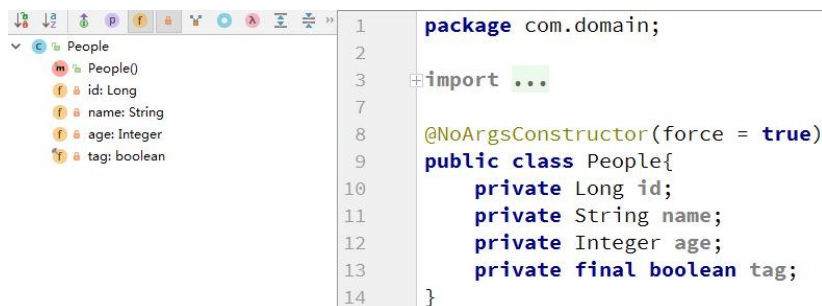 People
People()
id: Long
name: String
age: Integer
tag: boolean
1 package com.domain;
2
3 import ...
7
8 @NoArgsConstructor(force = true)
9 public class People{
10 private Long id;
11 private String name;
12 private Integer age;
13 private final boolean tag;
14 }